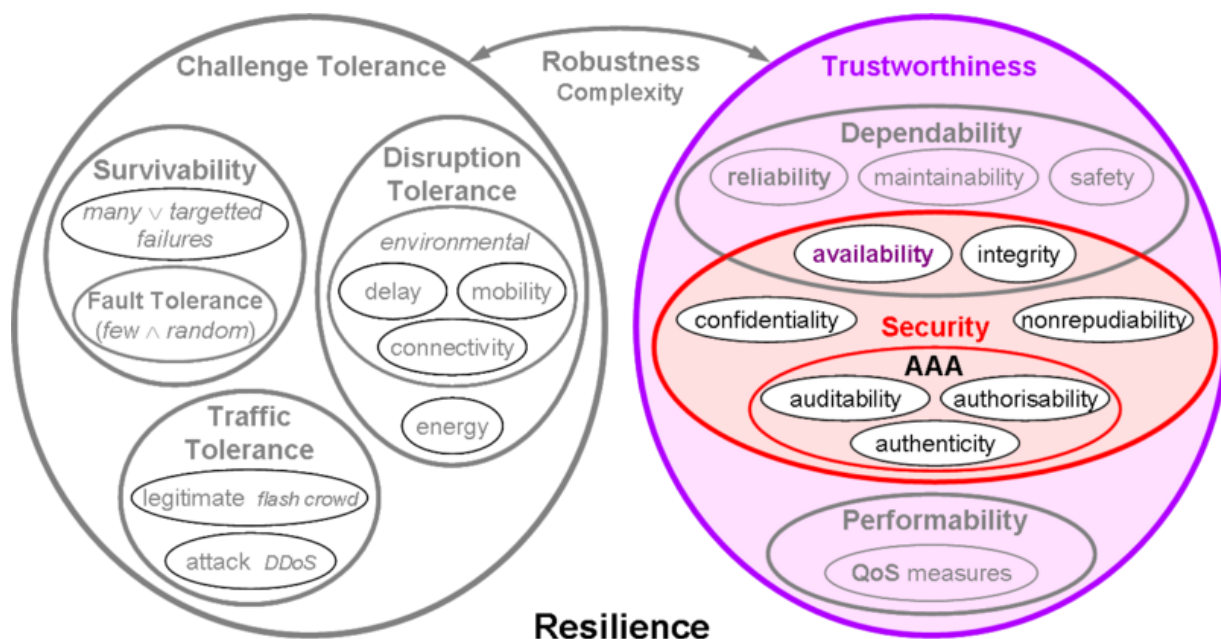 Challenge Tolerance
Survivability
many ∨ targetted
failures
Fault Tolerance
(few ∧ random)
Disruption
Tolerance
environmental
delay
mobility
connectivity
energy
Traffic
Tolerance
legitimate flash crowd
attack DDoS
Robustness
Complexity
Trustworthiness
Dependability
reliability
maintainability
safety
availability
integrity
confidentiality
Security
nonrepudiability
AAA
auditability
authorisability
authenticity
Performability
QoS measures
Resilience